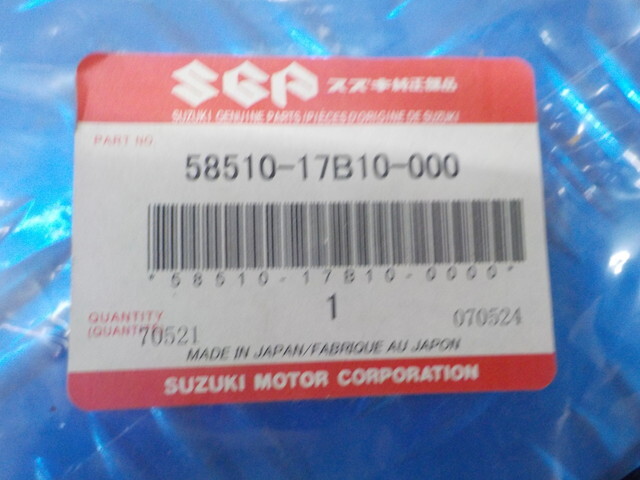 SGP スズキ純正部品
SUZUKI GENUINE PARTS/PIÈCES D'ORIGINE DE SUZUKI
PART NO
58510-17B10-000
*58510-17B10-0000*
QUANTITY 1
(QUANTITÉ)
70521 070524
MADE IN JAPAN/FABRIQUE AU JAPON
SUZUKI MOTOR CORPORATION